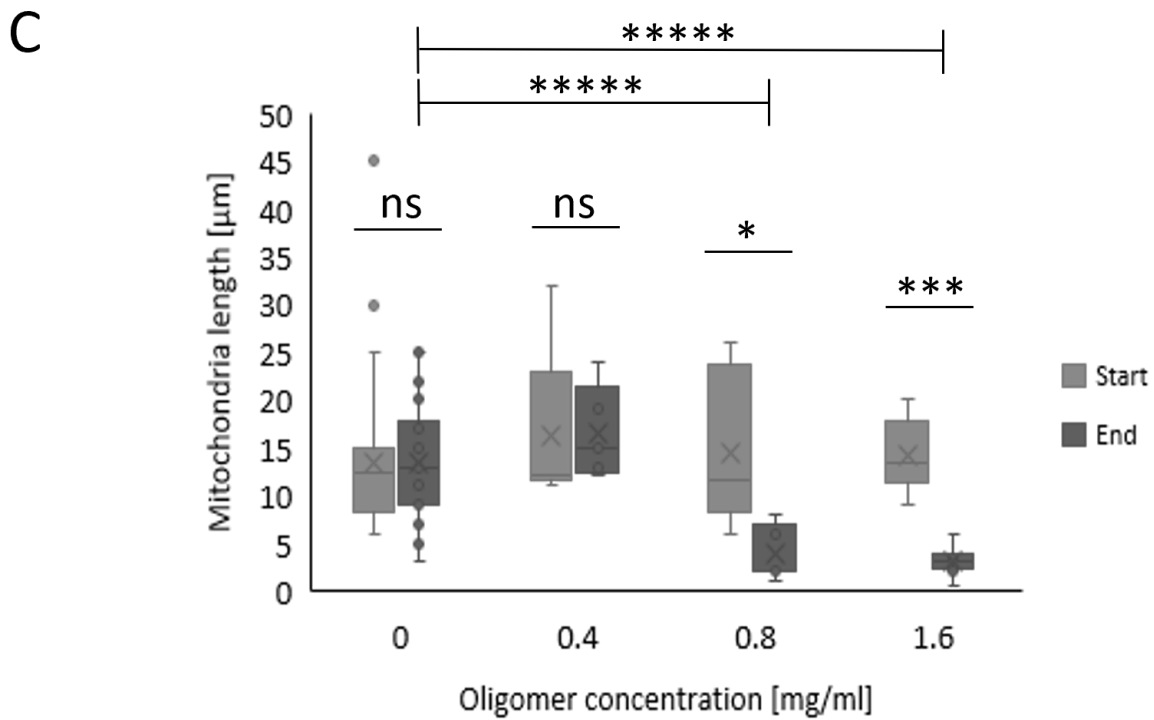 C
*****
*****
50
45
40
35
30
25
20
15
10
5
0
Mitochondria length [µm]
ns
ns
*
***
Start
End
0
0.4
0.8
1.6
Oligomer concentration [mg/ml]